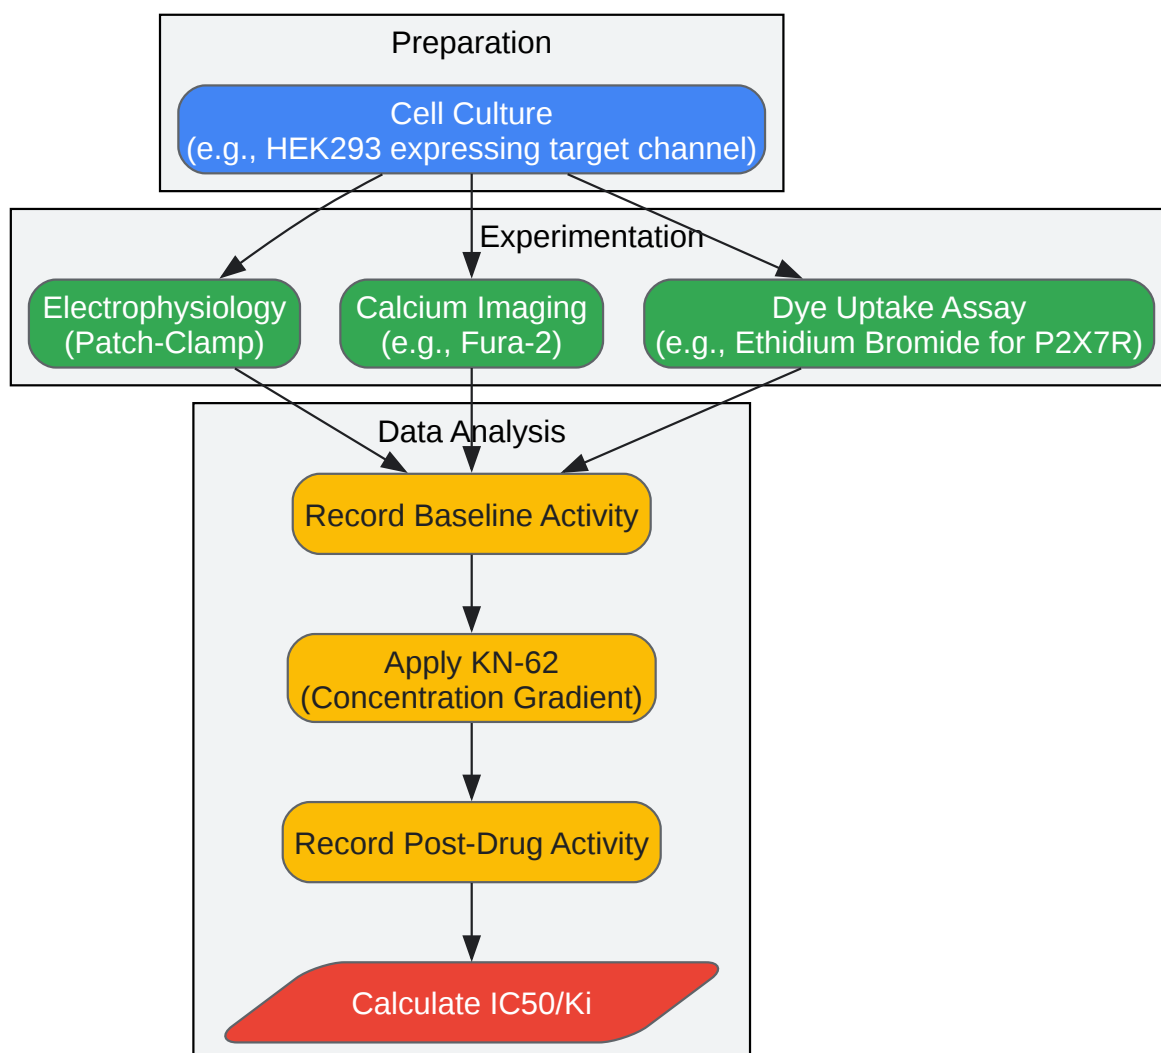 Preparation
Cell Culture
(e.g., HEK293 expressing target channel)
Experimentation
Electrophysiology
(Patch-Clamp)
Calcium Imaging
(e.g., Fura-2)
Dye Uptake Assay
(e.g., Ethidium Bromide for P2X7R)
Data Analysis
Record Baseline Activity
Apply KN-62
(Concentration Gradient)
Record Post-Drug Activity
Calculate IC50/Ki